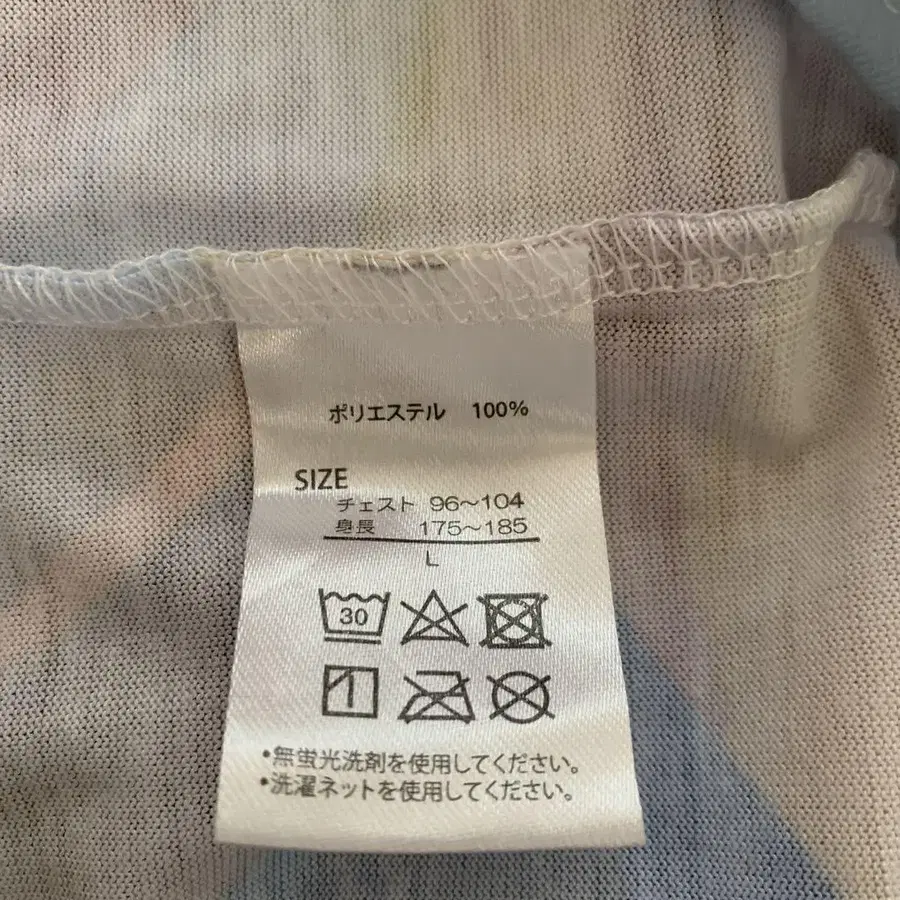 ポリエステル 100%
SIZE
チェスト 96～104
身長 175～185
L
30
・無蛍光洗剤を使用してください。
・洗濯ネットを使用してください。